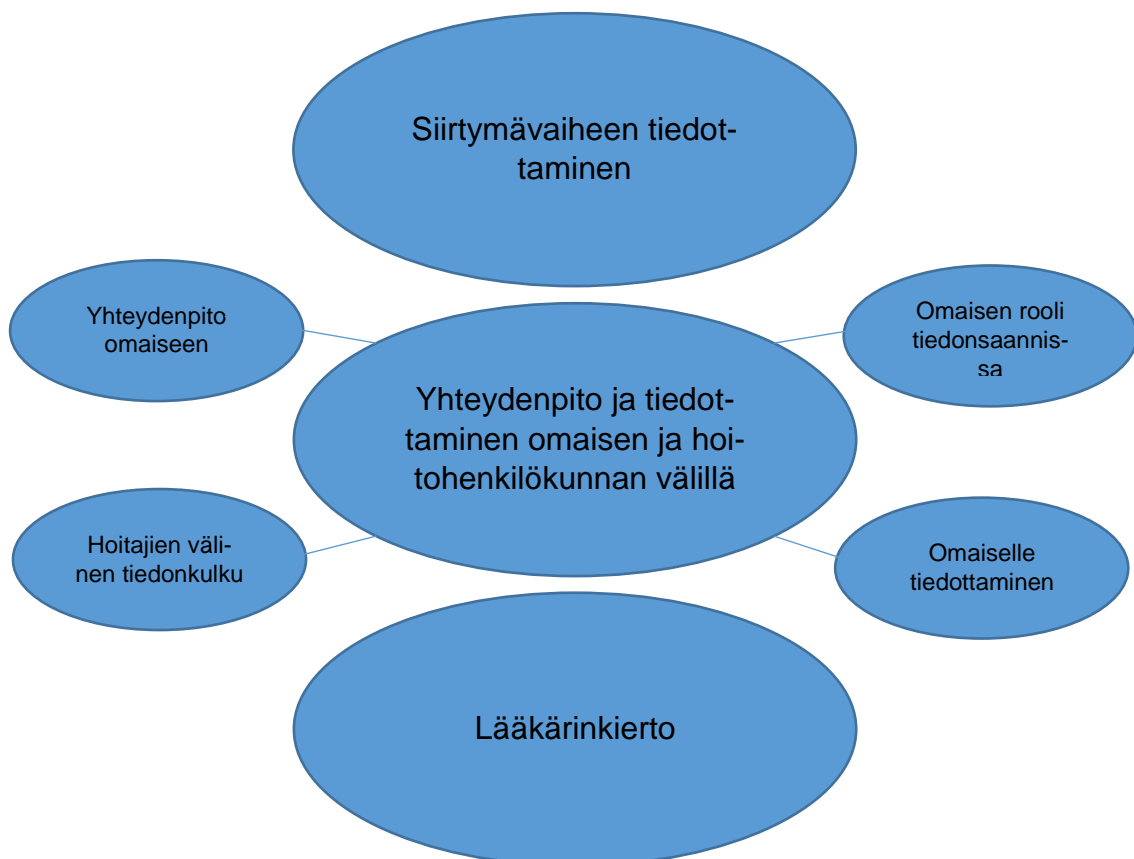 Siirtymävaiheen tiedot-
taminen
Yhteydenpito
omaiseen
Omaisen rooli
tiedonsaannis-
sa
Yhteydenpito ja tiedot-
taminen omaisen ja hoi-
tohenkilökunnan välillä
Hoitajien väli-
nen tiedonkulku
Omaiselle
tiedottaminen
Lääkärinkierto